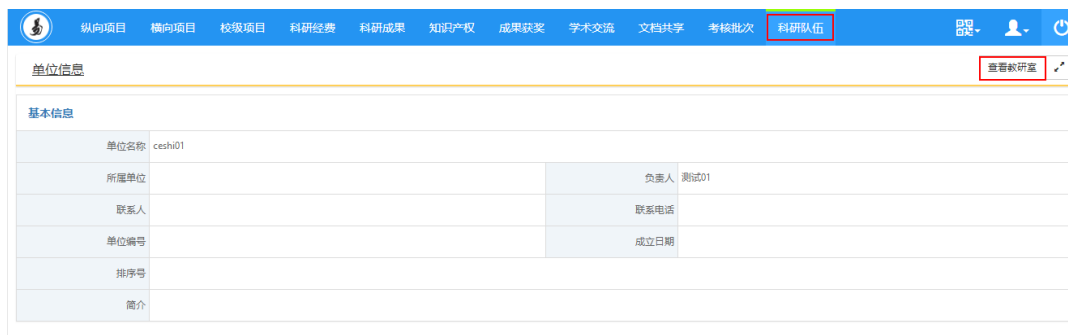 纵向项目 横向项目 校级项目 科研经费 科研成果 知识产权 成果获奖 学术交流 文档共享 考核批次 科研队伍
单位信息 查看教研室
基本信息
单位名称 ceshi01
所属单位 负责人 测试01
联系人 联系电话
单位编号 成立日期
排序号
简介